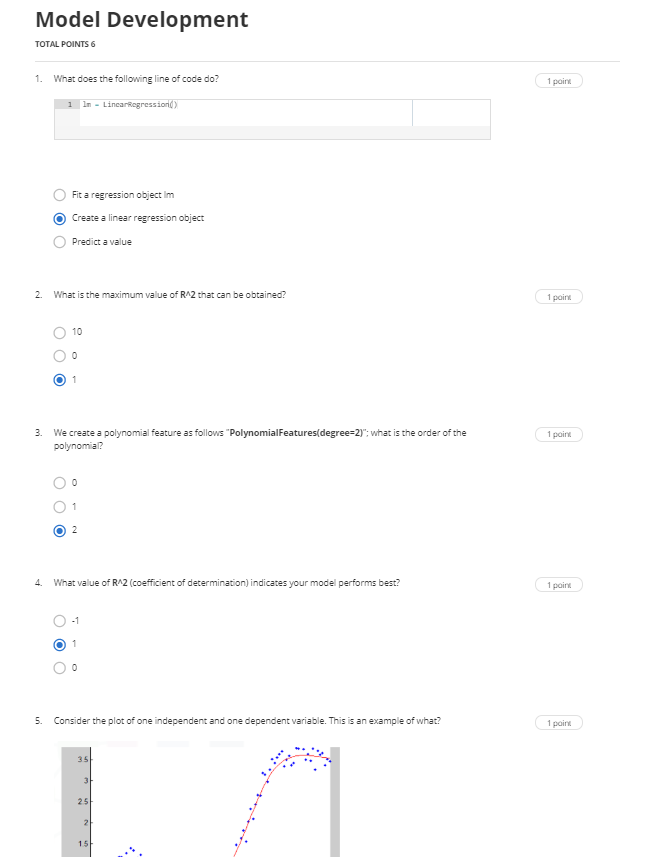 Model Development
TOTAL POINTS 6
1. What does the following line of code do?
1 point
1 lm = LinearRegression()
Fit a regression object lm
Create a linear regression object
Predict a value
2. What is the maximum value of R^2 that can be obtained?
1 point
10
0
1
3. We create a polynomial feature as follows "PolynomialFeatures(degree=2)"; what is the order of the
polynomial?
1 point
0
1
2
4. What value of R^2 (coefficient of determination) indicates your model performs best?
1 point
-1
1
0
5. Consider the plot of one independent and one dependent variable. This is an example of what?
1 point
3.5
3
2.5
2
1.5